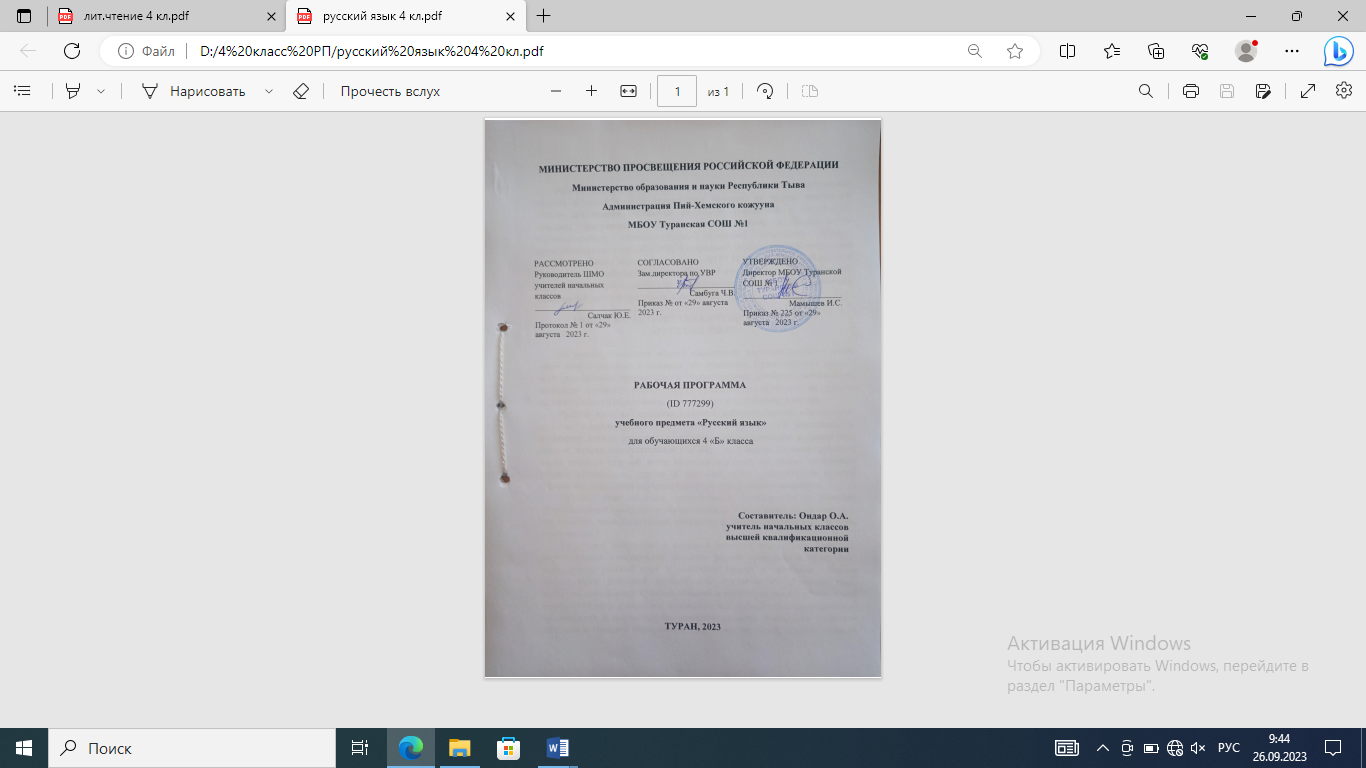 лит.чтение 4 кл.pdf
русский язык 4 кл.pdf
Файл
D:/4%20класс%20РП/русский%20язык%204%20кл.pdf
Нарисовать
Прочесть вслух
1
из 1
МИНИСТЕРСТВО ПРОСВЕЩЕНИЯ РОССИЙСКОЙ ФЕДЕРАЦИИ
Министерство образования и науки Республики Тыва
Администрация Пий-Хемского кожууна
МБОУ Туранская СОШ №1
РАССМОТРЕНО
Руководитель ШМО
учителей начальных
классов
Салчак Ю.Е.
Протокол № 1 от «29»
августа 2023 г.
СОГЛАСОВАНО
Зам.директора по УВР
Самбуга Ч.В.
Приказ № от «29» августа
2023 г.
УТВЕРЖДЕНО
Директор МБОУ Туранской
СОШ №1
Мамышев И.С.
Приказ № 225 от «29»
августа 2023 г.
РАБОЧАЯ ПРОГРАММА
(ID 777299)
учебного предмета «Русский язык»
для обучающихся 4 «Б» класса
Составитель: Ондар О.А.
учитель начальных классов
высшей квалификационной
категории
ТУРАН, 2023
Активация Windows
Чтобы активировать Windows, перейдите в
раздел "Параметры".
Поиск
РУС
9:44
26.09.2023